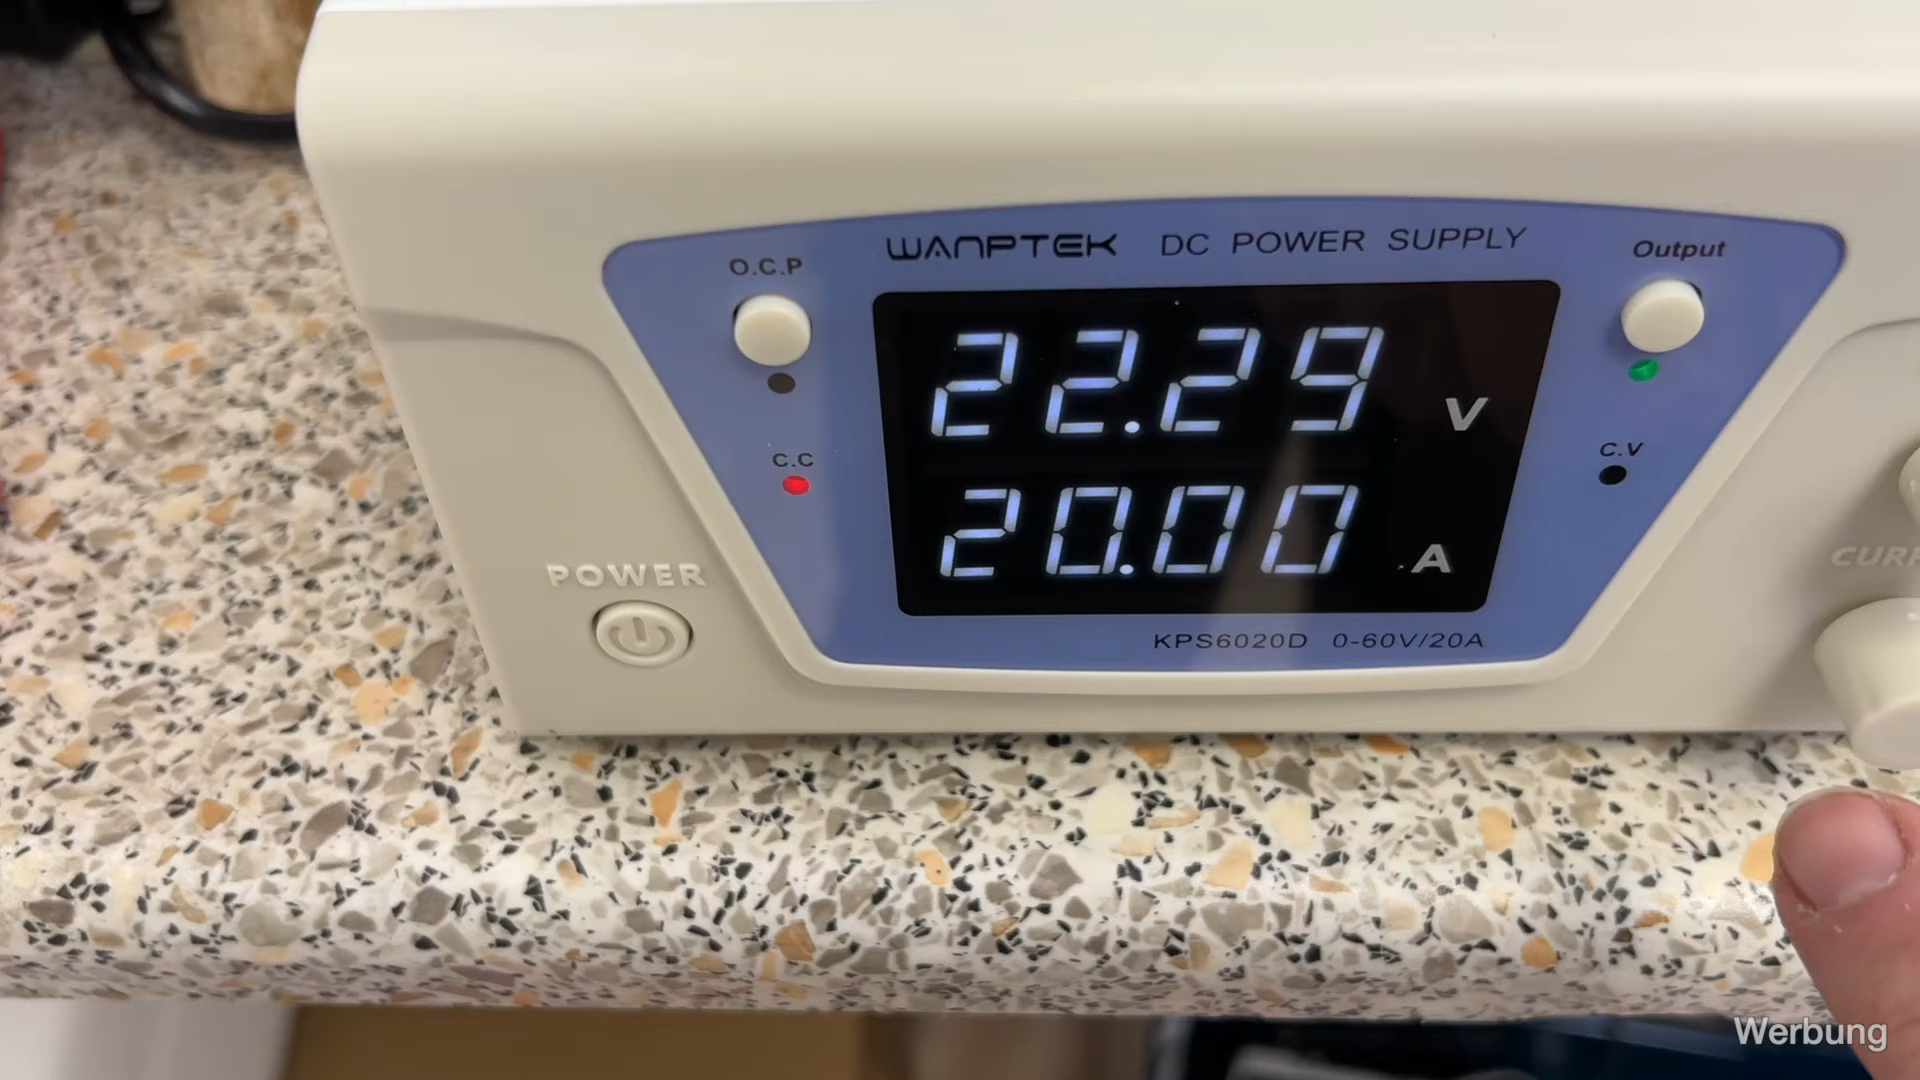 WANPTEK DC POWER SUPPLY
O.C.P
Output
22.29 V
C.C
C.V
20.00 A
POWER
KPS6020D 0-60V/20A
Werbung